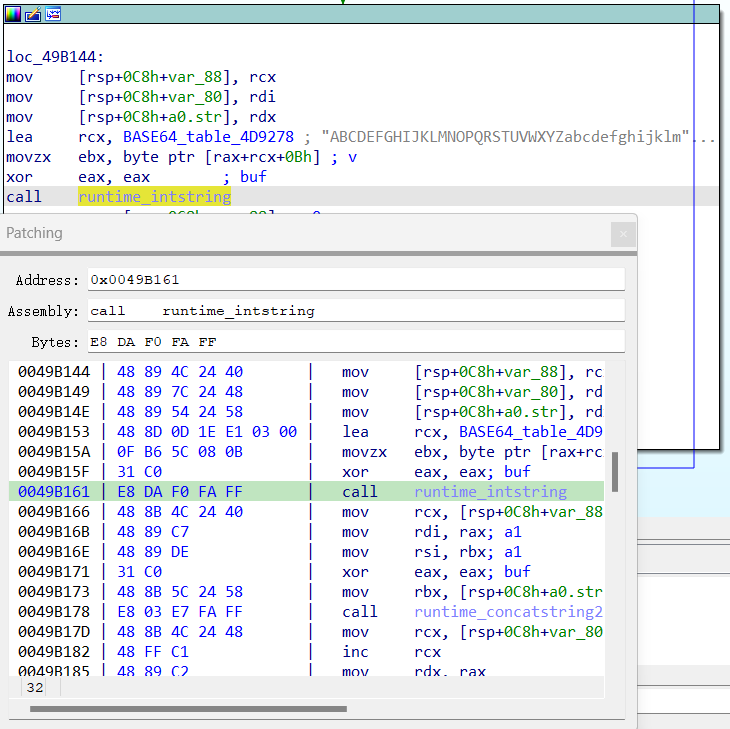 loc_49B144:
mov [rsp+0C8h+var_88], rcx
mov [rsp+0C8h+var_80], rdi
mov [rsp+0C8h+a0.str], rdx
lea rcx, BASE64_table_4D9278 ; "ABCDEFGHIJKLMNOPQRSTUVWXYZabcdefghijklm"...
movzx ebx, byte ptr [rax+rcx+0Bh] ; v
xor eax, eax ; buf
call runtime_intstring
Patching
Address: 0x0049B161
Assembly: call runtime_intstring
Bytes: E8 DA F0 FA FF
0049B144 | 48 89 4C 24 40 | mov [rsp+0C8h+var_88], rc
0049B149 | 48 89 7C 24 48 | mov [rsp+0C8h+var_80], rd
0049B14E | 48 89 54 24 58 | mov [rsp+0C8h+a0.str], rd
0049B153 | 48 8D 0D 1E E1 03 00 | lea rcx, BASE64_table_4D9
0049B15A | 0F B6 5C 08 0B | movzx ebx, byte ptr [rax+rc
0049B15F | 31 C0 | xor eax, eax; buf
0049B161 | E8 DA F0 FA FF | call runtime_intstring
0049B166 | 48 8B 4C 24 40 | mov rcx, [rsp+0C8h+var_88
0049B16B | 48 89 C7 | mov rdi, rax; a1
0049B16E | 48 89 DE | mov rsi, rbx; a1
0049B171 | 31 C0 | xor eax, eax; buf
0049B173 | 48 8B 5C 24 58 | mov rbx, [rsp+0C8h+a0.str
0049B178 | E8 03 E7 FA FF | call runtime_concatstring2
0049B17D | 48 8B 4C 24 48 | mov rcx, [rsp+0C8h+var_80
0049B182 | 48 FF C1 | inc rcx
0049B185 | 48 89 C2 | mov rdx, rax
32